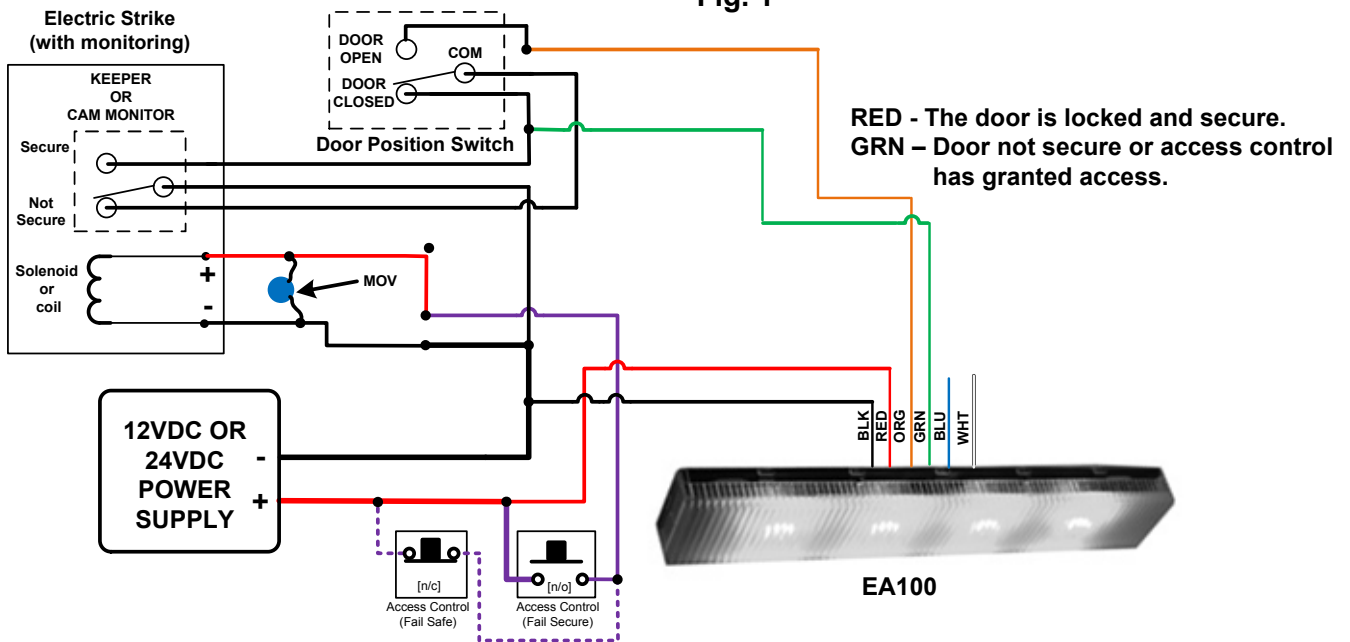 Fig. 1
Electric Strike
(with monitoring)
KEEPER
OR
CAM MONITOR
Secure
Not
Secure
Solenoid
or
coil
+
-
MOV
DOOR
OPEN
COM
DOOR
CLOSED
Door Position Switch
RED - The door is locked and secure.
GRN – Door not secure or access control
has granted access.
12VDC OR
24VDC
POWER
SUPPLY
-
+
[n/c]
Access Control
(Fail Safe)
[n/o]
Access Control
(Fail Secure)
BLK
RED
ORG
GRN
BLU
WHT
EA100